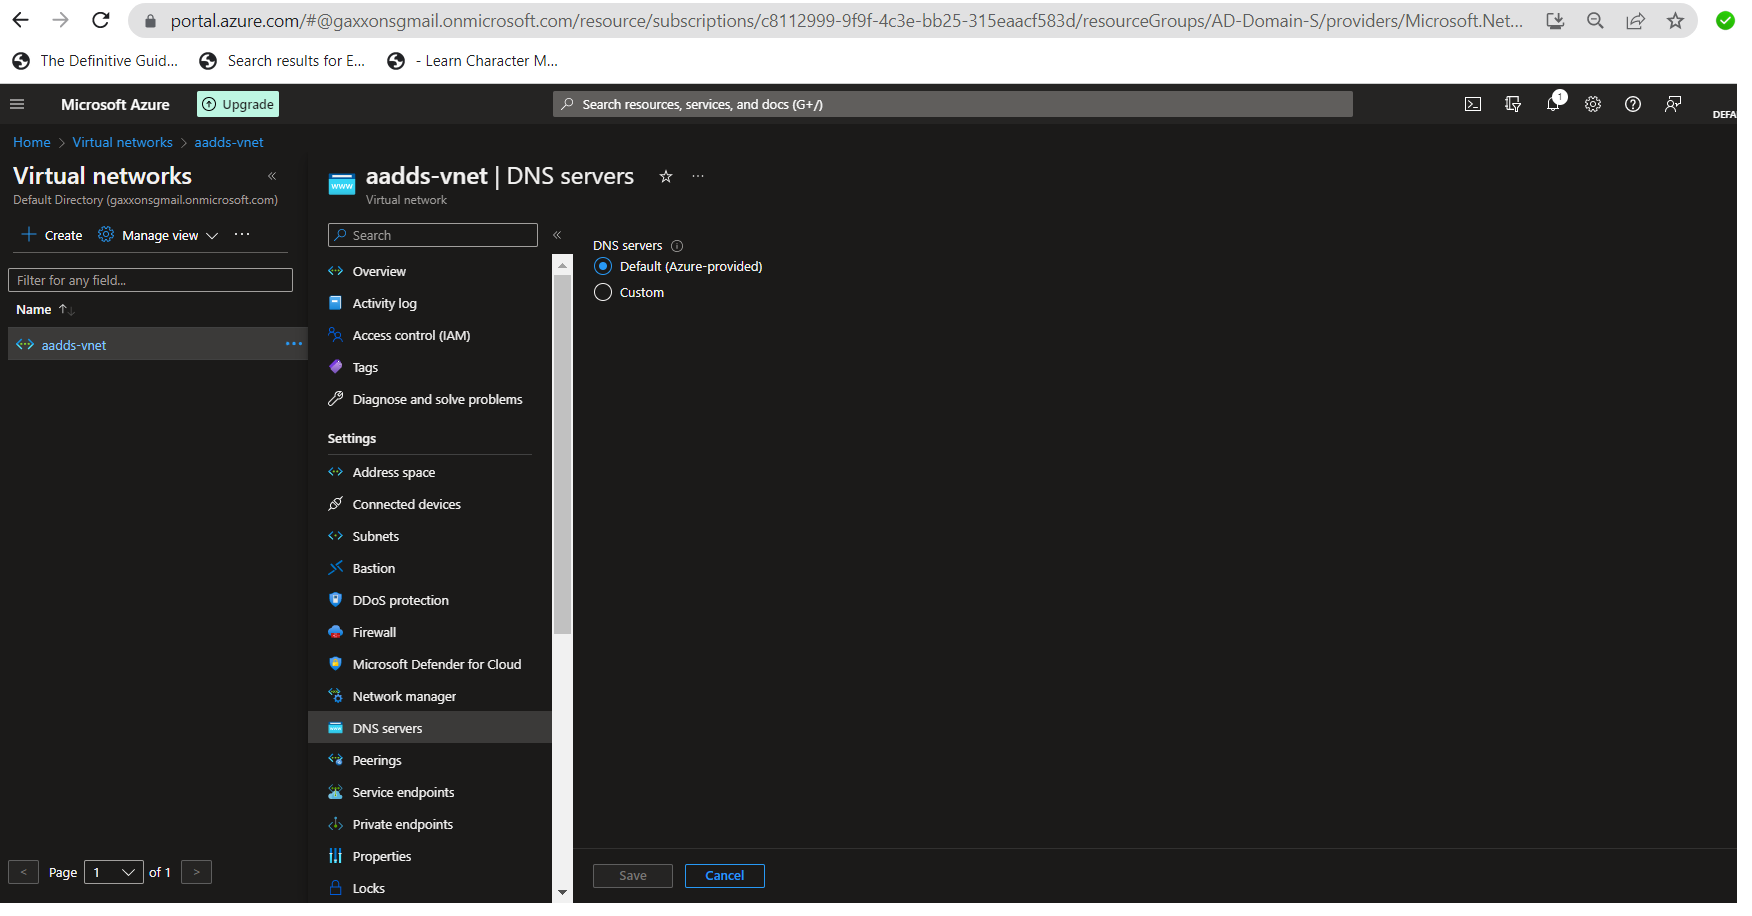 portal.azure.com/#@gaxxonsgmail.onmicrosoft.com/resource/subscriptions/c8112999-9f9f-4c3e-bb25-315eaacf583d/resourceGroups/AD-Domain-S/providers/Microsoft.Net...
The Definitive Guid...
Search results for E...
- Learn Character M...
Microsoft Azure
Upgrade
Search resources, services, and docs (G+/)
1
DEFA
Home > Virtual networks > aadds-vnet
Virtual networks
«
Default Directory (gaxxonsgmail.onmicrosoft.com)
+ Create
Manage view
...
Filter for any field...
Name ↑↓
aadds-vnet
...
< Page 1 of 1 >
aadds-vnet | DNS servers
...
Virtual network
Search
«
Overview
Activity log
Access control (IAM)
Tags
Diagnose and solve problems
Settings
Address space
Connected devices
Subnets
Bastion
DDoS protection
Firewall
Microsoft Defender for Cloud
Network manager
DNS servers
Peerings
Service endpoints
Private endpoints
Properties
Locks
DNS servers
Default (Azure-provided)
Custom
Save
Cancel